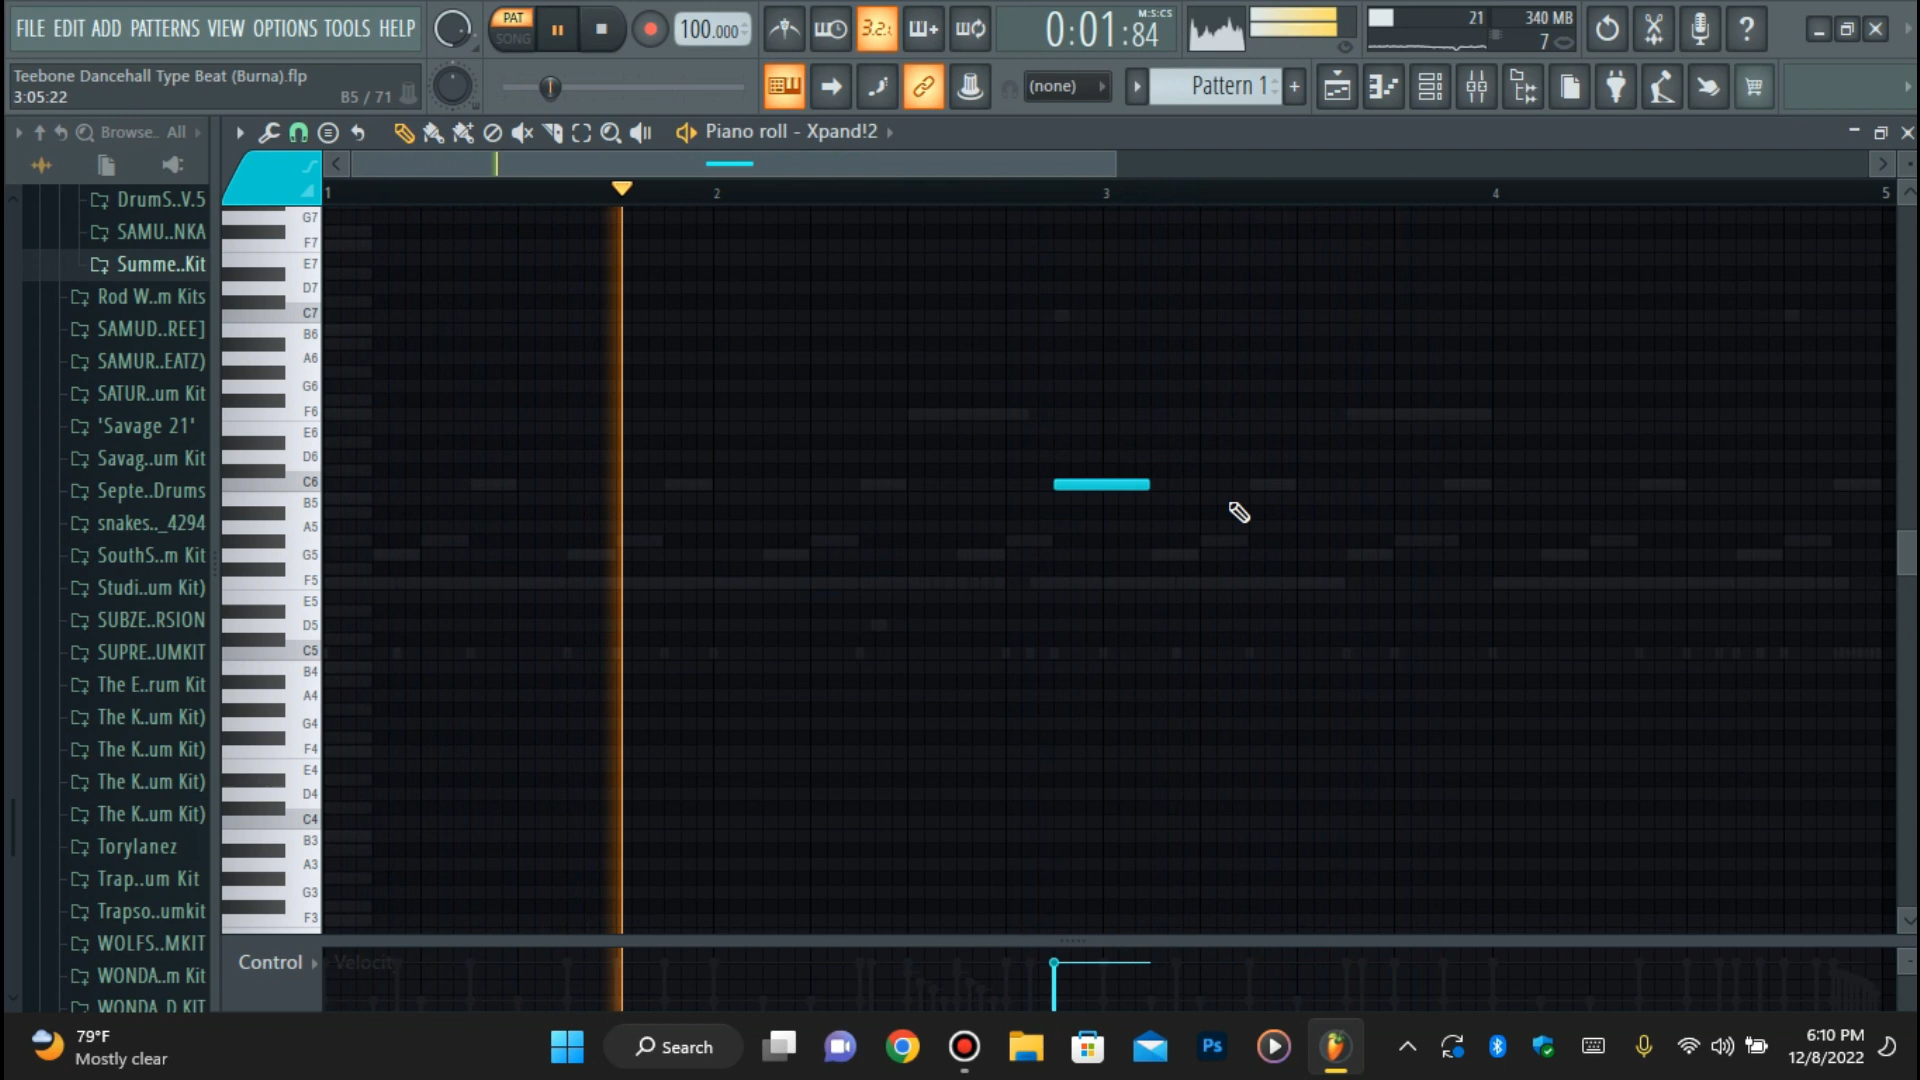 FILE EDIT ADD PATTERNS VIEW OPTIONS TOOLS HELP
PAT
SONG
100.000
3.2.
M:S:CS
0:01:84
21
340 MB
7
Teebone Dancehall Type Beat (Burna).flp
3:05:22
B5 / 71
(none)
Pattern 1
Browse.. All
Piano roll - Xpand!2
1
2
3
4
5
DrumS..V.5
SAMU..NKA
Summe..Kit
Rod W..m Kits
SAMUD..REE]
SAMUR..EATZ)
SATUR..um Kit
'Savage 21'
Savag..um Kit
Septe..Drums
snakes.._4294
SouthS..m Kit
Studi..um Kit)
SUBZE..RSION
SUPRE..UMKIT
The E..rum Kit
The K..um Kit)
The K..um Kit)
The K..um Kit)
The K..um Kit)
Torylanez
Trap..um Kit
Trapso..umkit
WOLFS..MKIT
WONDA..m Kit
WONDA D KIT
G7
F7
E7
D7
C7
B6
A6
G6
F6
E6
D6
C6
B5
A5
G5
F5
E5
D5
C5
B4
A4
G4
F4
E4
D4
C4
B3
A3
G3
F3
Control
Velocity
79°F
Mostly clear
Search
Ps
6:10 PM
12/8/2022